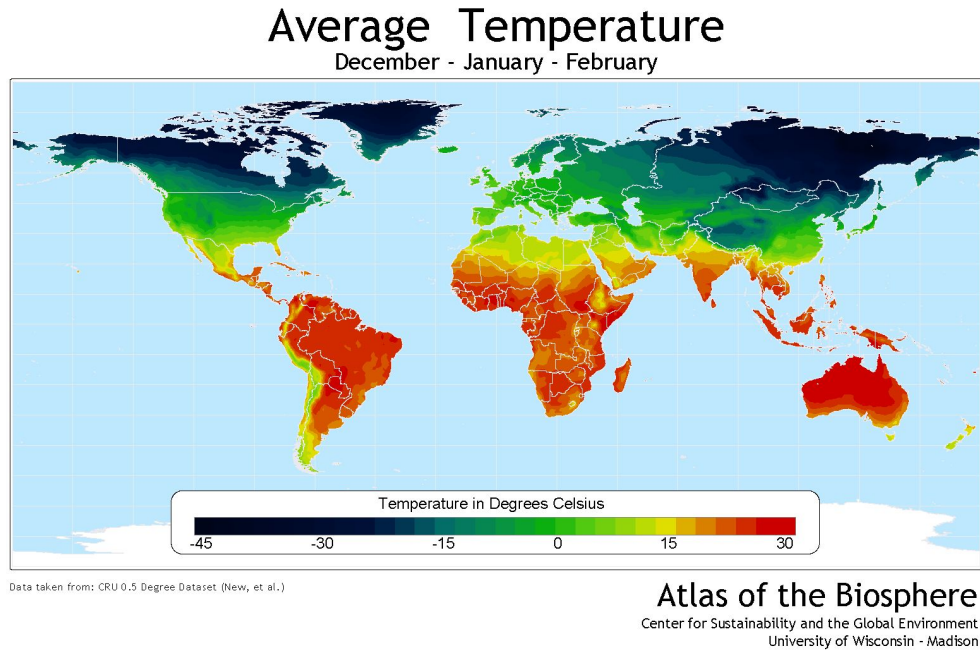 Average Temperature
December - January - February
Temperature in Degrees Celsius
-45 -30 -15 0 15 30
Data taken from: CRU 0.5 Degree Dataset (New, et al.)
Atlas of the Biosphere
Center for Sustainability and the Global Environment
University of Wisconsin - Madison